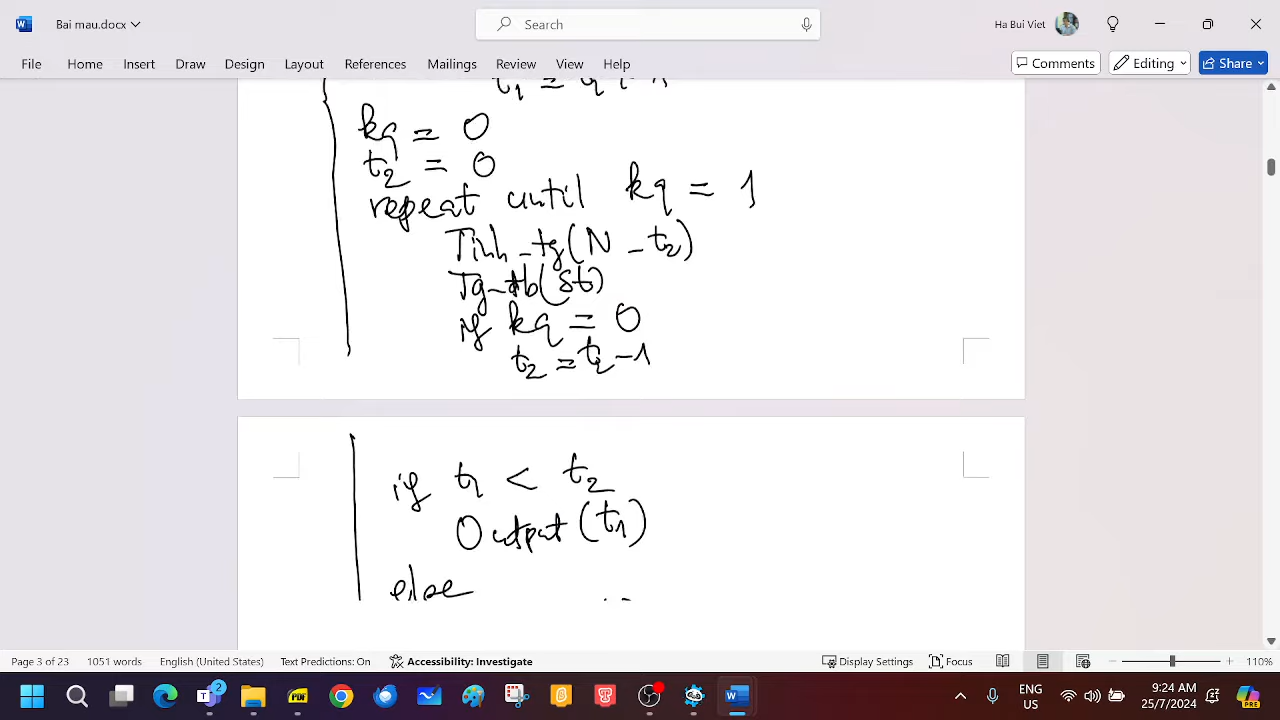 Bai mau.docx
Search
Ha Bui Viet
File Home Insert Draw Design Layout References Mailings Review View Help
Comments Editing Share
kq = 0
t2 = 0
repeat until kq = 1
Tinh_tg(N - t2)
Tg_tb(St)
if kq = 0
t2 = t2 - 1
if t1 < t2
Output(t1)
else
Page 3 of 23 1051 words English (United States) Text Predictions: On Accessibility: Investigate Display Settings Focus 110%
2
PDF
ENG
US
9:24 AM
25/7/2024
PRE